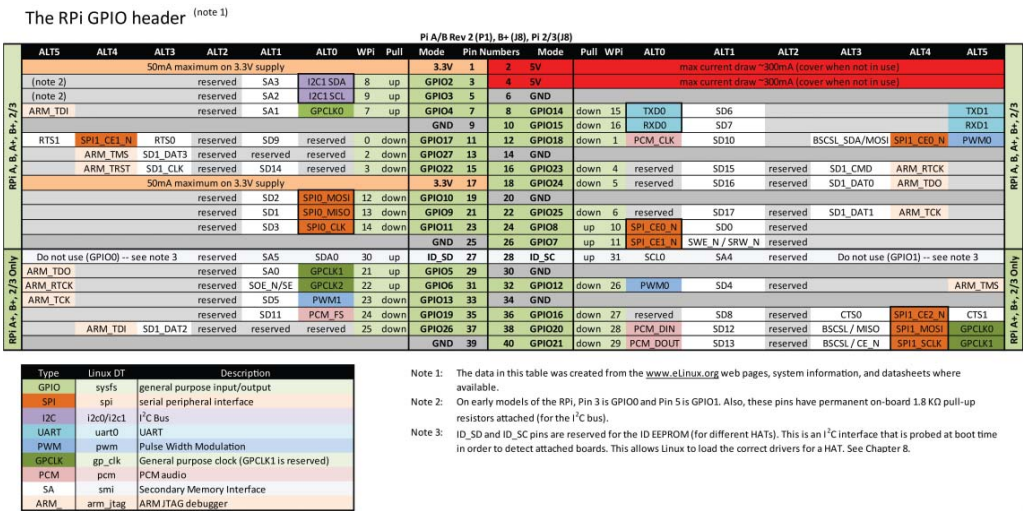 The RPi GPIO header (note 1)
Pi A/B Rev 2 (P1), B+ (J8), Pi 2/3(J8)
ALT5 ALT4 ALT3 ALT2 ALT1 ALT0 WPi Pull Mode Pin Numbers Mode Pull WPi ALT0 ALT1 ALT2 ALT3 ALT4 ALT5
50mA maximum on 3.3V supply 3.3V 1 2 5V max current draw ~300mA (cover when not in use)
(note 2) reserved SA3 I2C1 SDA 8 up GPIO2 3 4 5V max current draw ~300mA (cover when not in use)
(note 2) reserved SA2 I2C1 SCL 9 up GPIO3 5 6 GND
ARM_TDI reserved SA1 GPCLK0 7 up GPIO4 7 8 GPIO14 down 15 TXD0 SD6 TXD1
GND 9 10 GPIO15 down 16 RXD0 SD7 RXD1
RTS1 SPI1_CE1_N RTS0 reserved SD9 reserved 0 down GPIO17 11 12 GPIO18 down 1 PCM_CLK SD10 BSCSL_SDA/MOSI SPI1_CE0_N PWM0
ARM_TMS SD1_DAT3 reserved reserved reserved 2 down GPIO27 13 14 GND
ARM_TRST SD1_CLK reserved SD14 reserved 3 down GPIO22 15 16 GPIO23 down 4 reserved SD15 reserved SD1_CMD ARM_RTCK
50mA maximum on 3.3V supply 3.3V 17 18 GPIO24 down 5 reserved SD16 reserved SD1_DAT0 ARM_TDO
reserved SD2 SPI0_MOSI 12 down GPIO10 19 20 GND
reserved SD1 SPI0_MISO 13 down GPIO9 21 22 GPIO25 down 6 reserved SD17 reserved SD1_DAT1 ARM_TCK
reserved SD3 SPI0_CLK 14 down GPIO11 23 24 GPIO8 up 10 SPI_CE0_N SD0 reserved
GND 25 26 GPIO7 up 11 SPI_CE1_N SWE_N / SRW_N reserved
Do not use (GPIO0) -- see note 3 SA5 SDA0 30 up ID_SD 27 28 ID_SC up 31 SCL0 SA4 Do not use (GPIO1) -- see note 3
ARM_TDO reserved SA0 GPCLK1 21 up GPIO5 29 30 GND
ARM_RTCK reserved SOE_N/SE GPCLK2 22 up GPIO6 31 32 GPIO12 down 26 PWM0 SD4 reserved ARM_TMS
ARM_TCK reserved SD5 PWM1 23 down GPIO13 33 34 GND
reserved SD11 PCM_FS 24 down GPIO19 35 36 GPIO16 down 27 reserved SD8 reserved CTS0 SPI1_CE2_N CTS1
ARM_TDI SD1_DAT2 reserved reserved reserved 25 down GPIO26 37 38 GPIO20 down 28 PCM_DIN SD12 reserved BSCSL / MISO SPI1_MOSI GPCLK0
GND 39 40 GPIO21 down 29 PCM_DOUT SD13 reserved BSCSL / CE_N SPI1_SCLK GPCLK1
RPi A, B, A+, B+, 2/3
RPi A+, B+, 2/3 Only
RPi A, B, A+, B+, 2/3
RPi A+, B+, 2/3 Only
Type Linux DT Description
GPIO sysfs general purpose input/output
SPI spi serial peripheral interface
I2C i2c0/i2c1 I²C Bus
UART uart0 UART
PWM pwm Pulse Width Modulation
GPCLK gp_clk General purpose clock (GPCLK1 is reserved)
PCM pcm PCM audio
SA smi Secondary Memory Interface
ARM_ arm_jtag ARM JTAG debugger
Note 1: The data in this table was created from the www.eLinux.org web pages, system information, and datasheets where
available.
Note 2: On early models of the RPi, Pin 3 is GPIO0 and Pin 5 is GPIO1. Also, these pins have permanent on-board 1.8 KΩ pull-up
resistors attached (for the I²C bus).
Note 3: ID_SD and ID_SC pins are reserved for the ID EEPROM (for different HATs). This is an I²C interface that is probed at boot time
in order to detect attached boards. This allows Linux to load the correct drivers for a HAT. See Chapter 8.